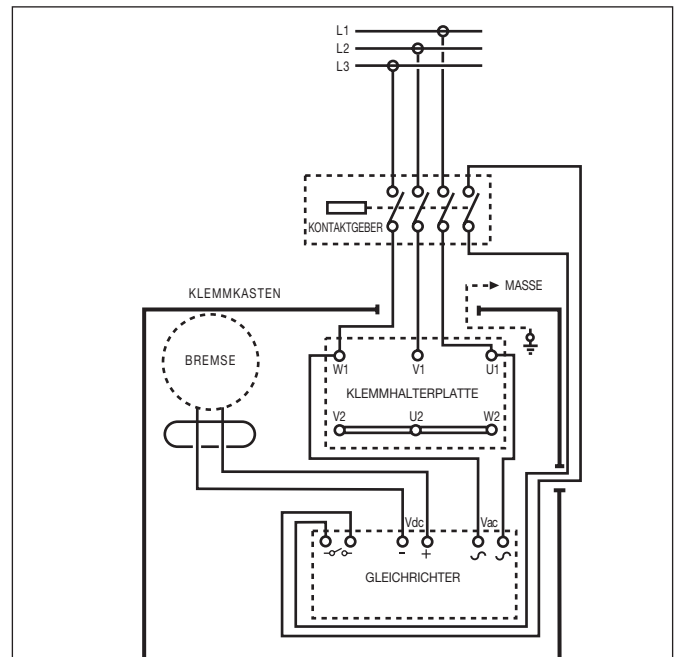 L1
L2
L3
KONTAKTGEBER
KLEMMKASTEN
MASSE
BREMSE
W1 V1 U1
KLEMMHALTERPLATTE
V2 U2 W2
Vdc Vac
- +
GLEICHRICHTER